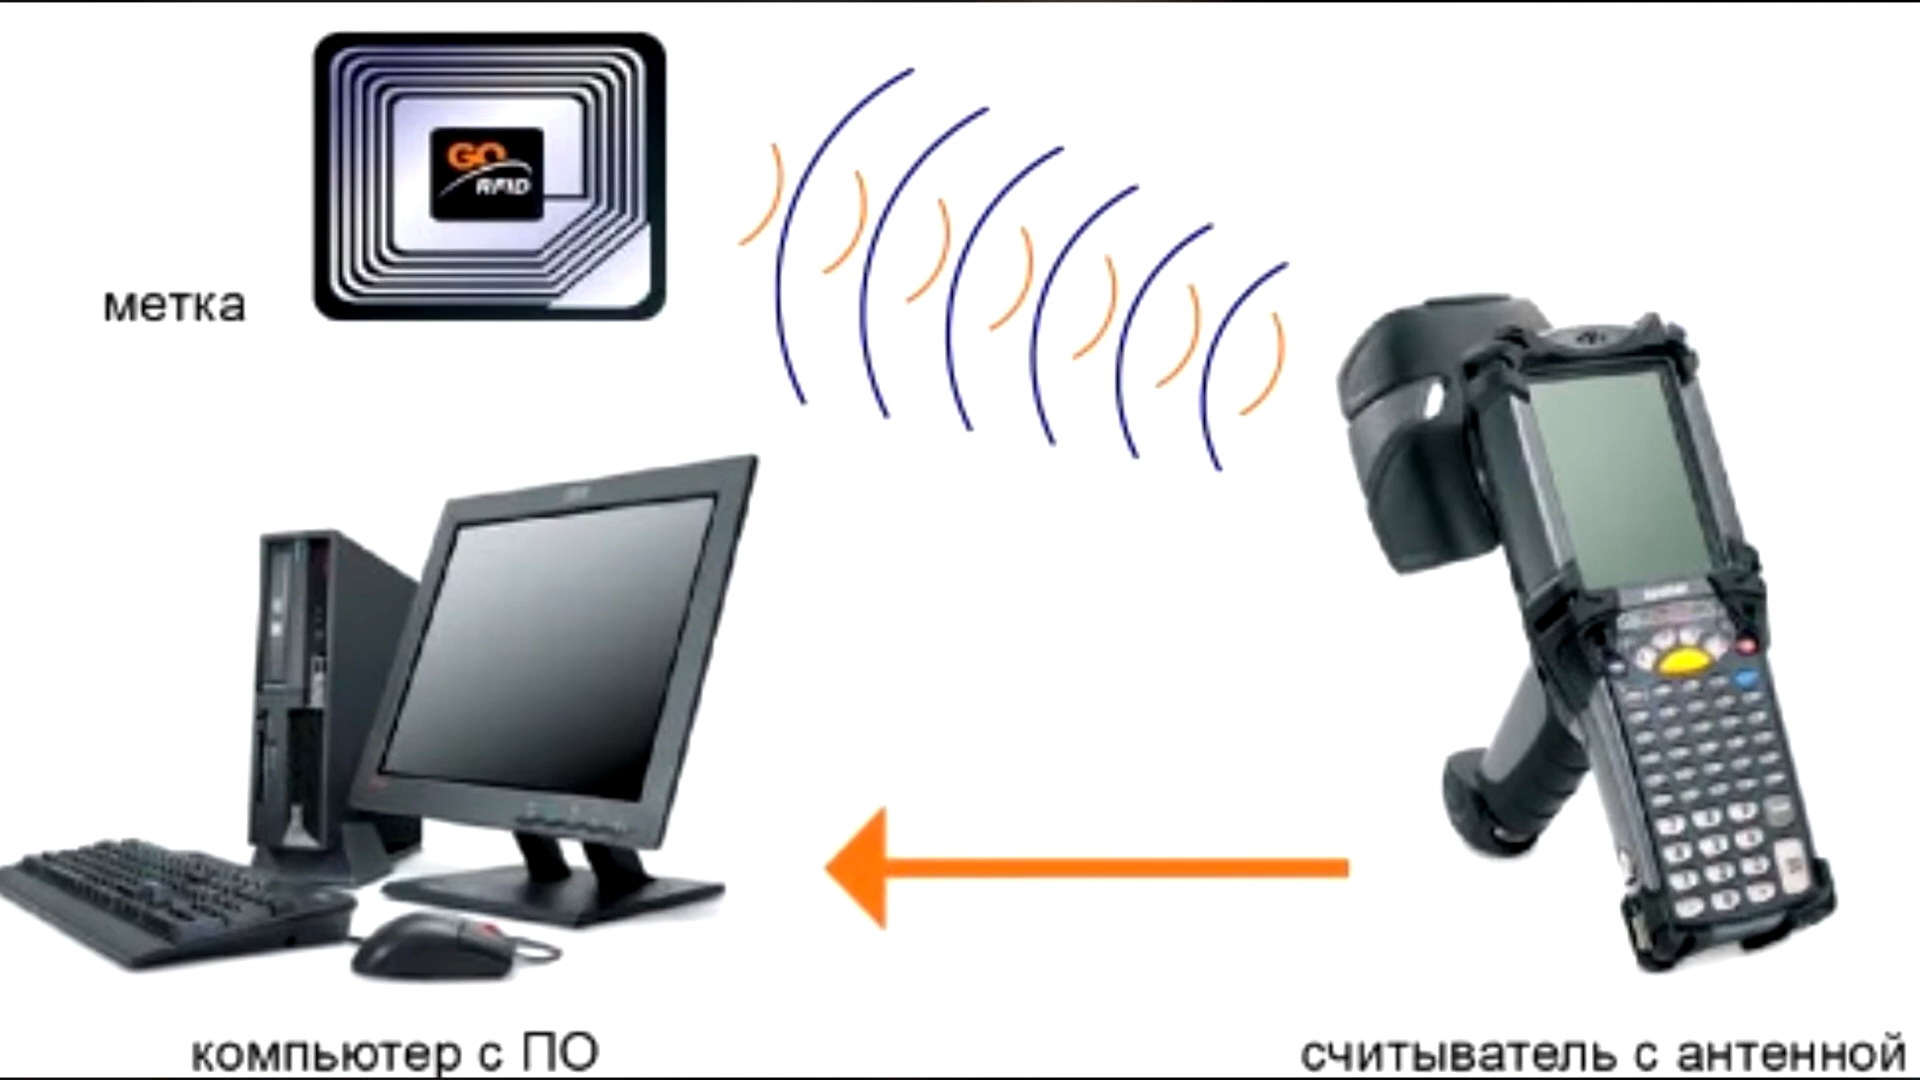 GO
RFID
метка
компьютер с ПО
считыватель с антенной